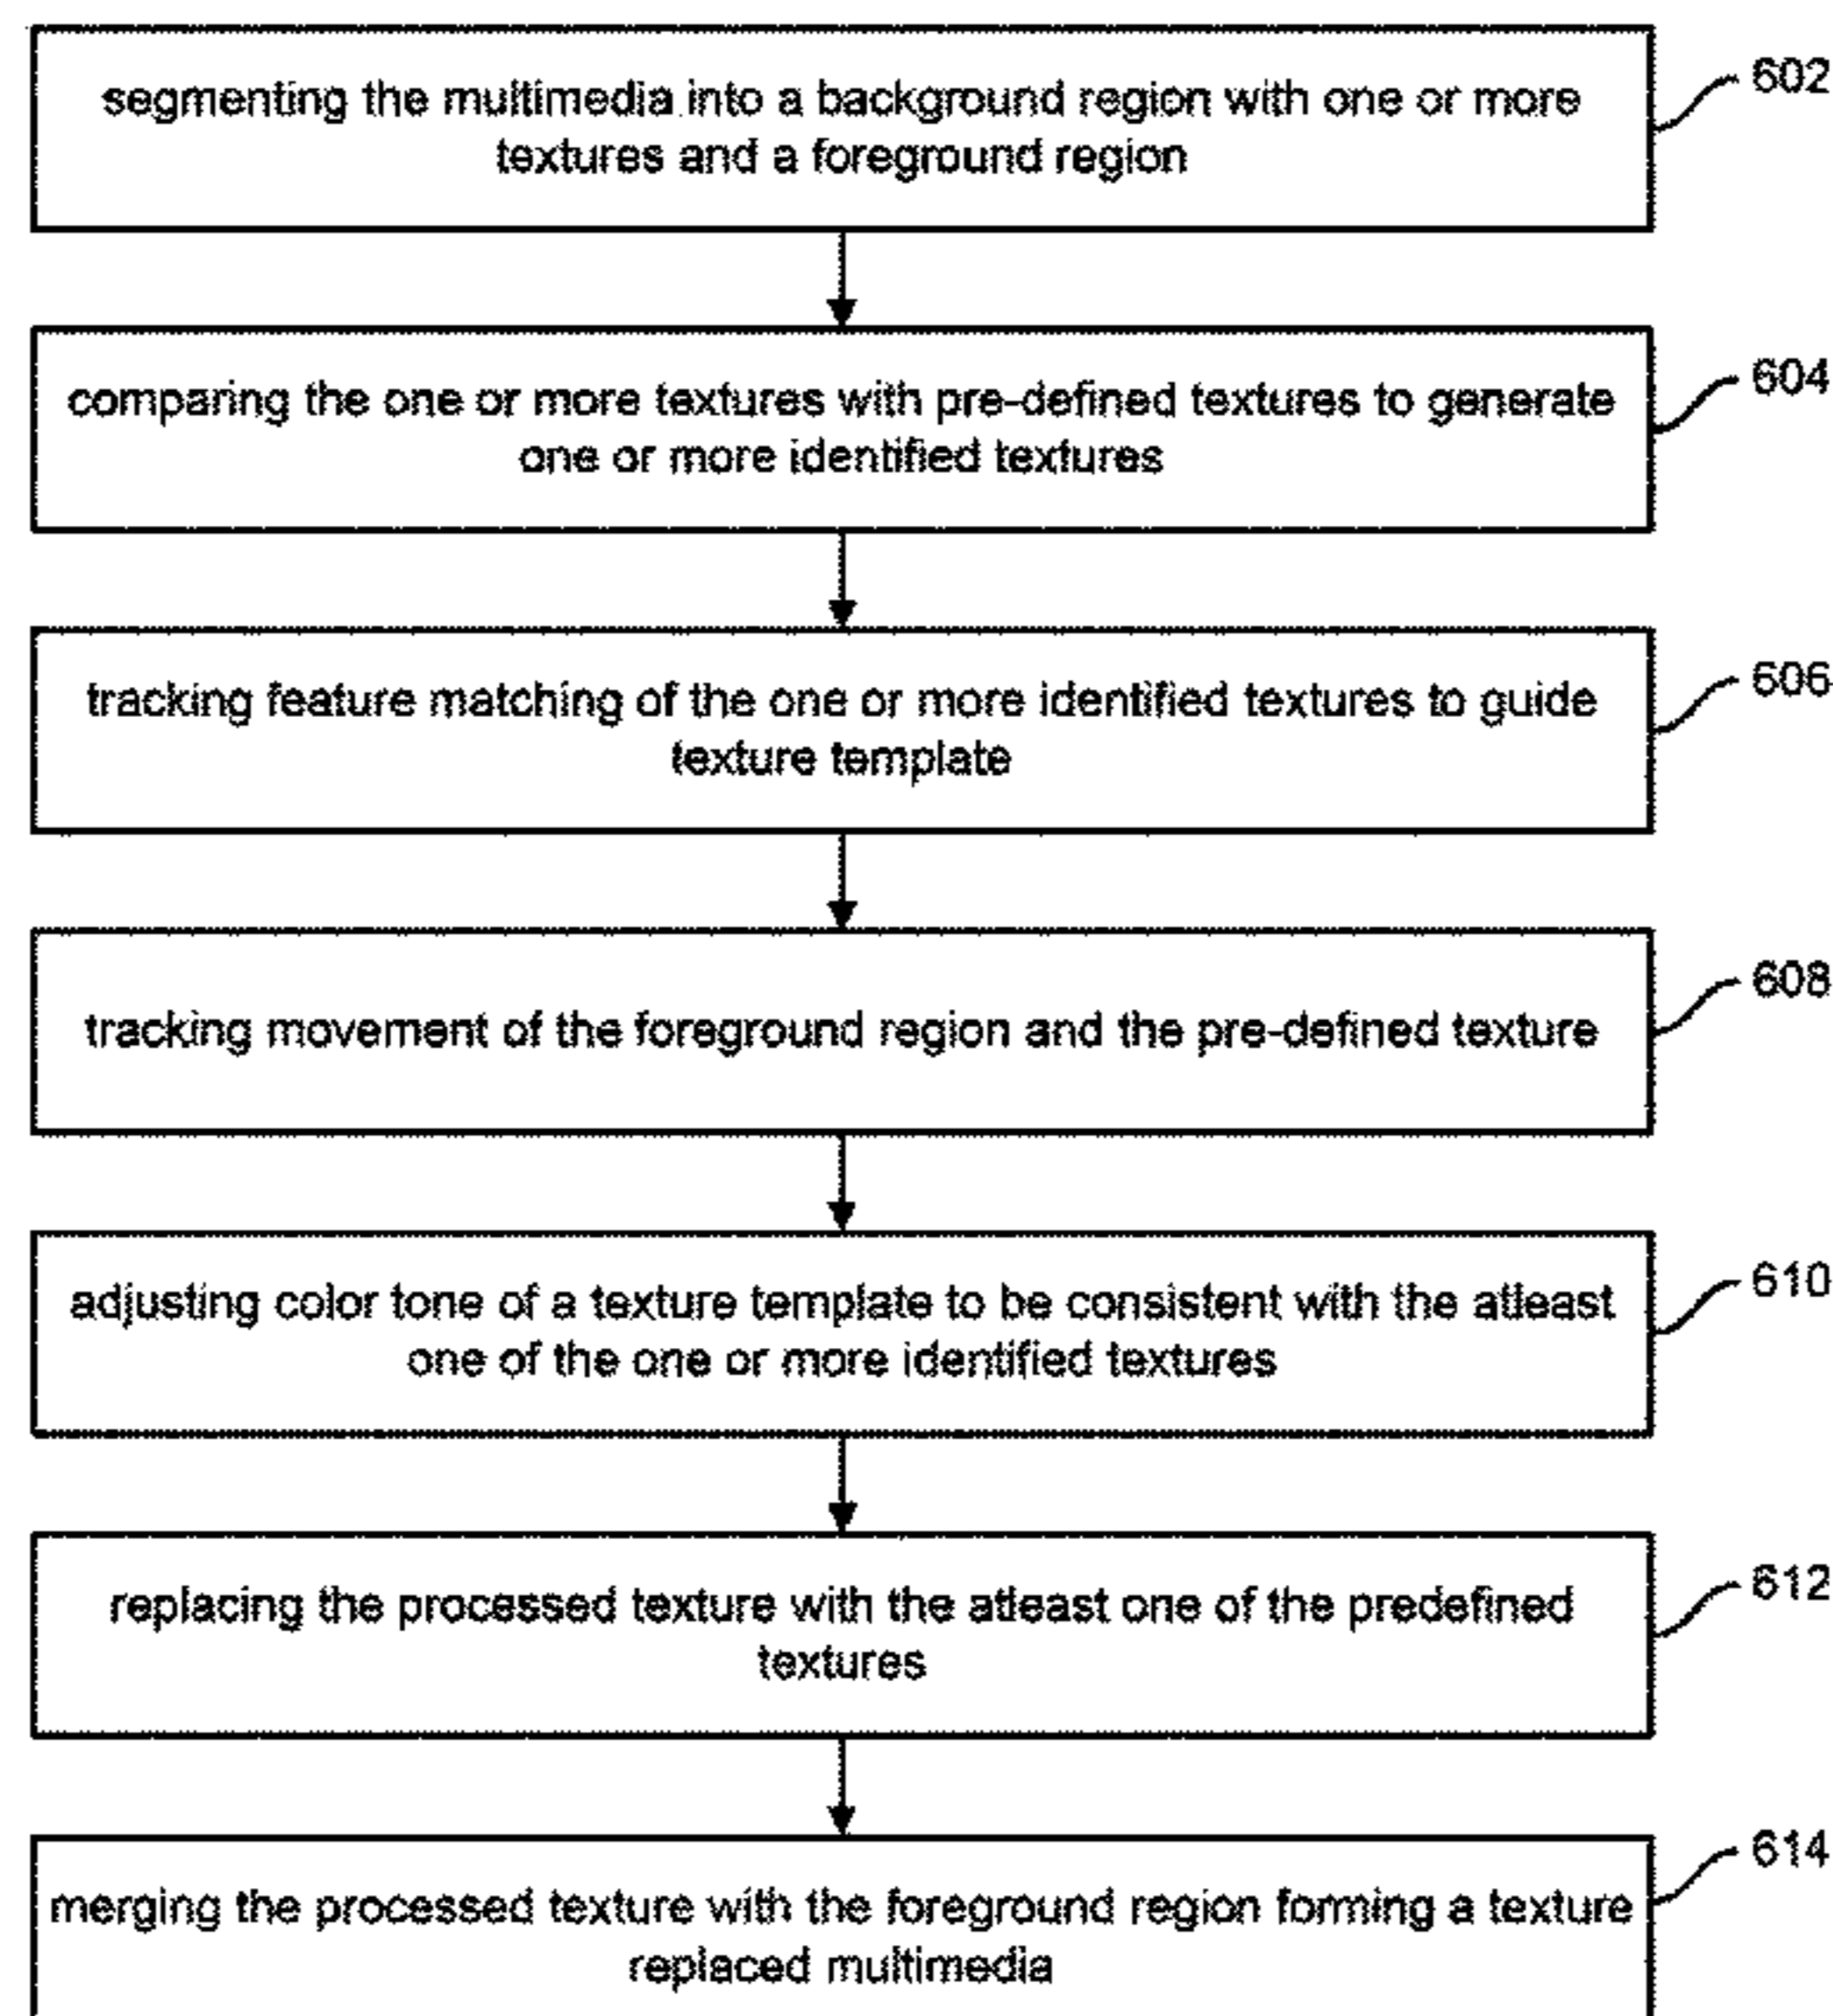 segmenting the multimedia into a background region with one or more
textures and a foreground region
602
comparing the one or more textures with pre-defined textures to generate
one or more identified textures
604
tracking feature matching of the one or more identified textures to guide
texture template
606
tracking movement of the foreground region and the pre-defined texture
608
adjusting color tone of a texture template to be consistent with the atleast
one of the one or more identified textures
610
replacing the processed texture with the atleast one of the predefined
textures
612
merging the processed texture with the foreground region forming a texture
replaced multimedia
614